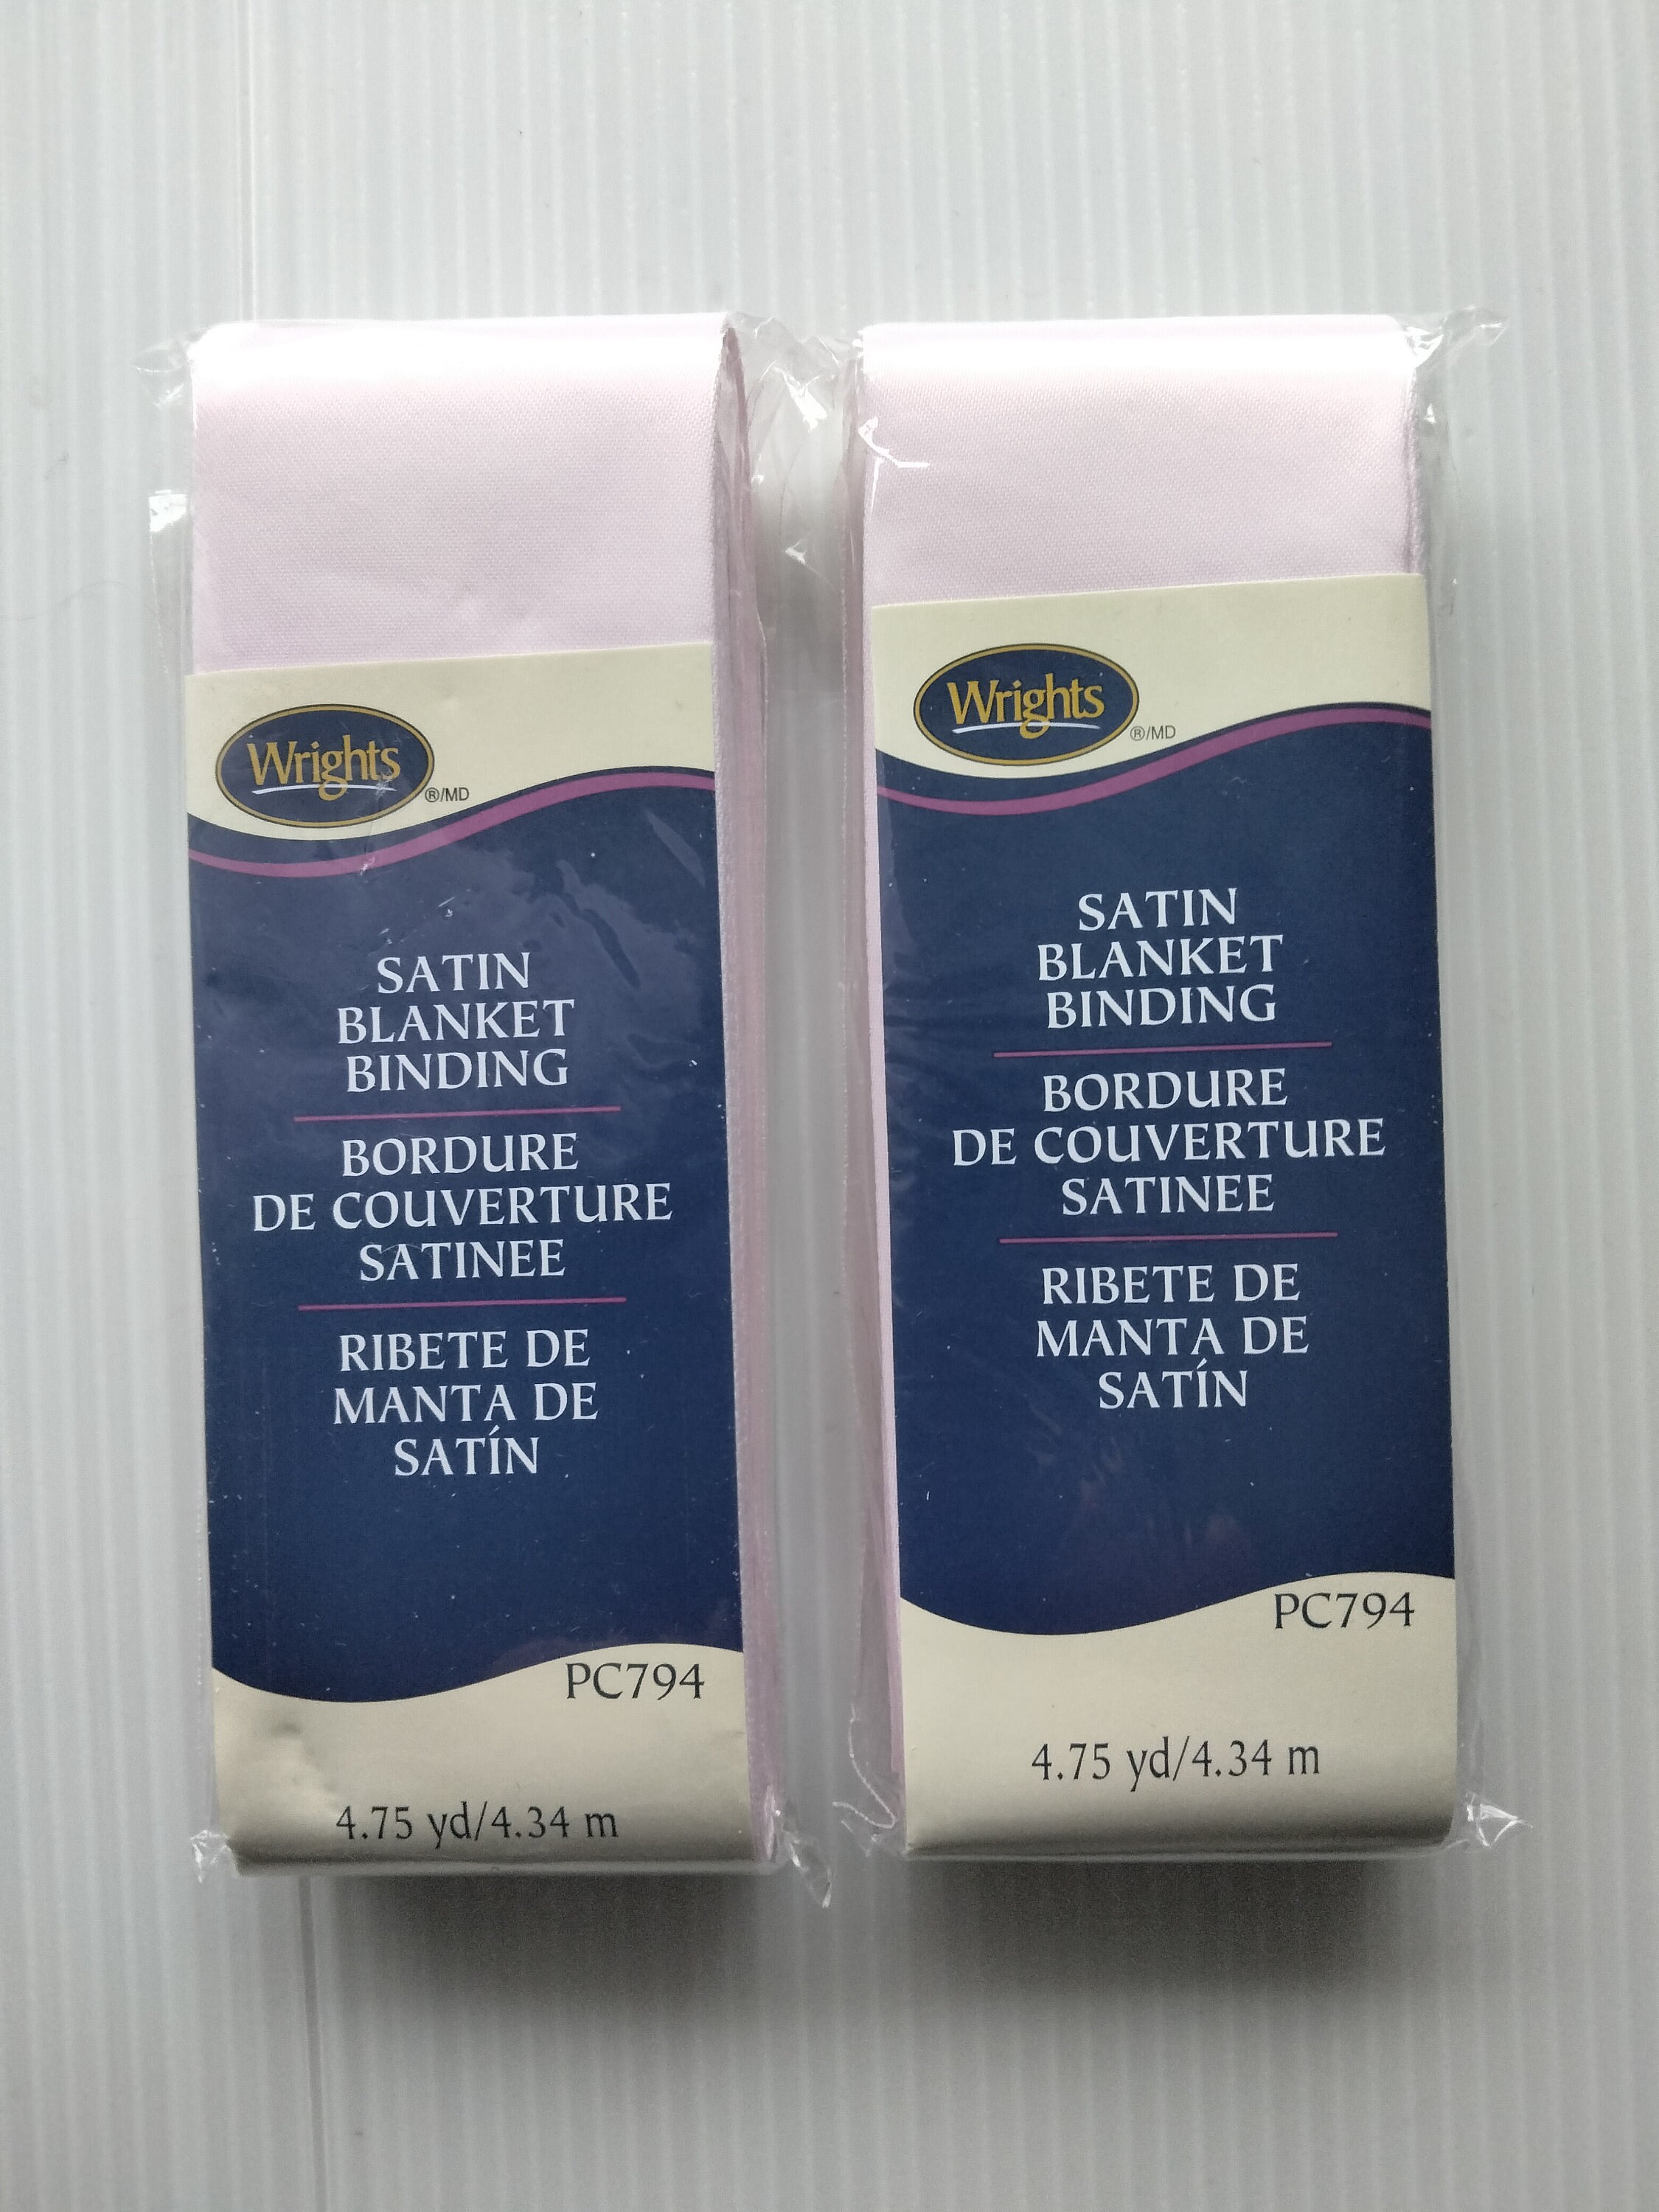 Wrights
®/MD
SATIN
BLANKET
BINDING
BORDURE
DE COUVERTURE
SATINEE
RIBETE DE
MANTA DE
SATÍN
PC794
4.75 yd/4.34 m
Wrights
®/MD
SATIN
BLANKET
BINDING
BORDURE
DE COUVERTURE
SATINEE
RIBETE DE
MANTA DE
SATÍN
PC794
4.75 yd/4.34 m